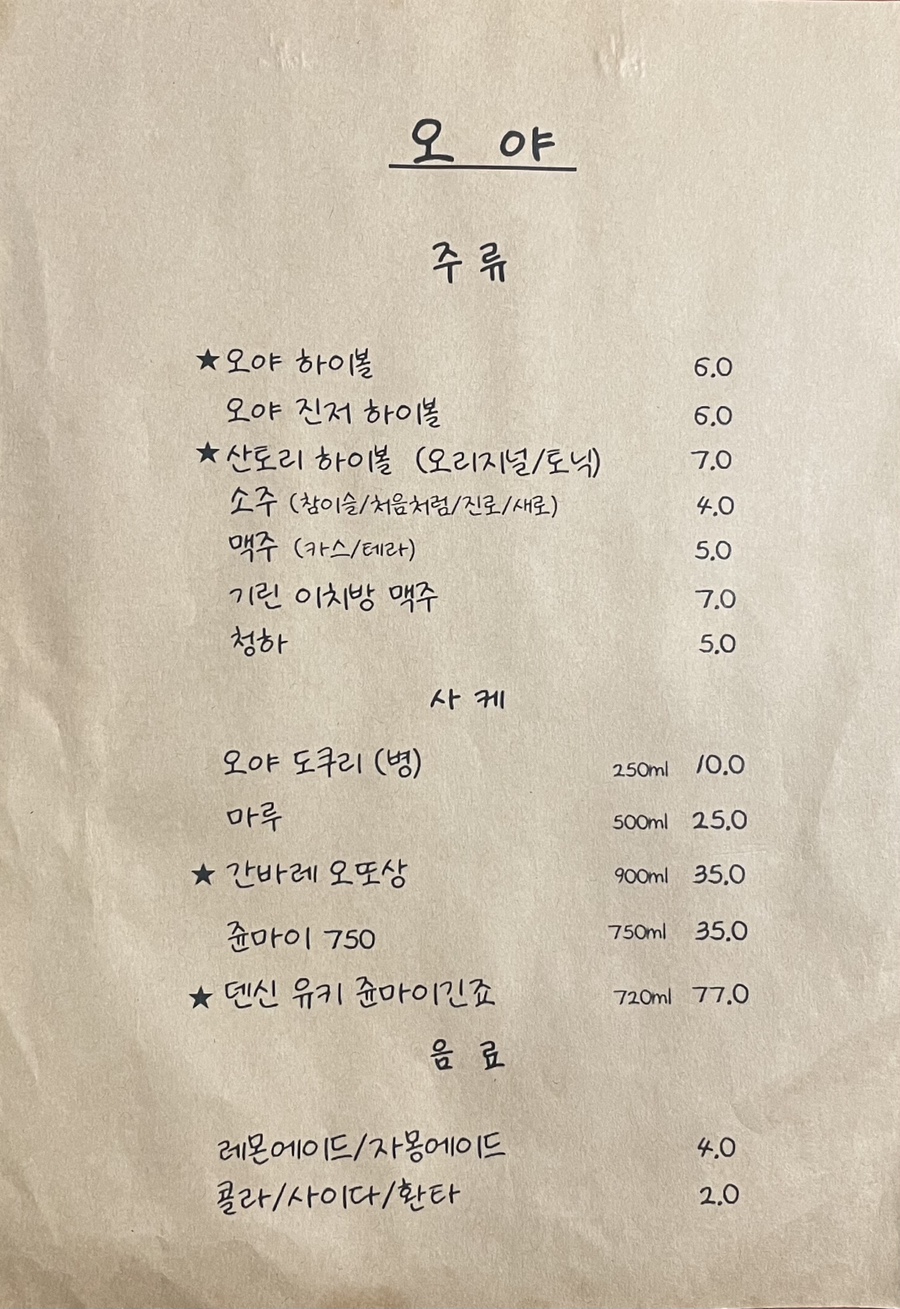 오 야
주 류
★오야 하이볼 6.0
오야 진저 하이볼 6.0
★산토리 하이볼 (오리지널/토닉) 7.0
소주 (참이슬/처음처럼/진로/새로) 4.0
맥주 (카스/테라) 5.0
기린 이치방 맥주 7.0
청하 5.0
사 케
오야 도쿠리 (병) 250ml 10.0
마루 500ml 25.0
★ 간바레 오또상 900ml 35.0
쥰마이 750 750ml 35.0
★ 덴신 유키 쥰마이긴죠 720ml 77.0
음 료
레몬에이드/자몽에이드 4.0
콜라/사이다/환타 2.0